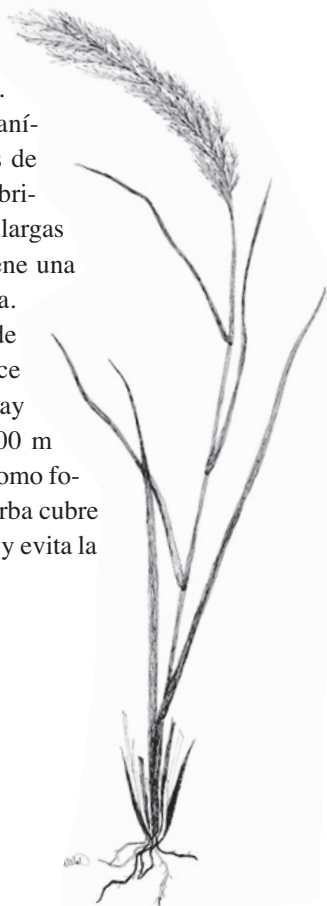 .
aní-
s de
bri-
largas
ene una
a.
de
ce
ay
00 m
omo fo-
rba cubre
y evita la